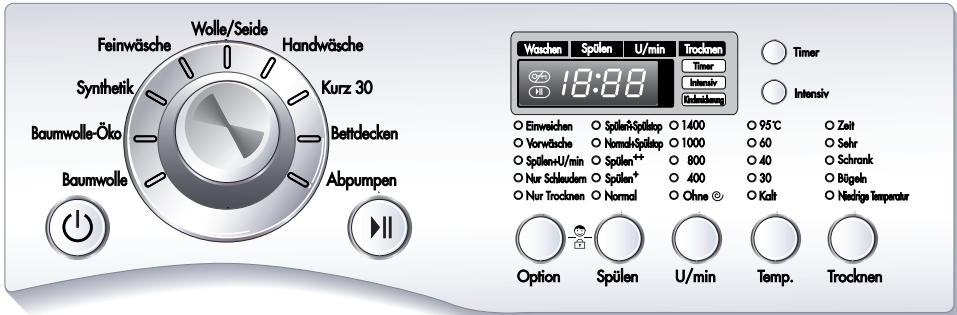 Wolle/Seide
Feinwäsche
Handwäsche
Synthetik
Kurz 30
Baumwolle-Öko
Bettdecken
Baumwolle
Abpumpen
Waschen Spülen U/min Trocknen
18:88
Timer
Intensiv
Kindersicherung
Timer
Intensiv
Einweichen Spülen+Spülstop 1400 95°C Zeit
Vorwäsche Normal+Spülstop 1000 60 Sehr
Spülen+U/min Spülen++ 800 40 Schrank
Nur Schleudern Spülen+ 400 30 Bügeln
Nur Trocknen Normal Ohne Kalt Niedrige Temperatur
Option Spülen U/min Temp. Trocknen